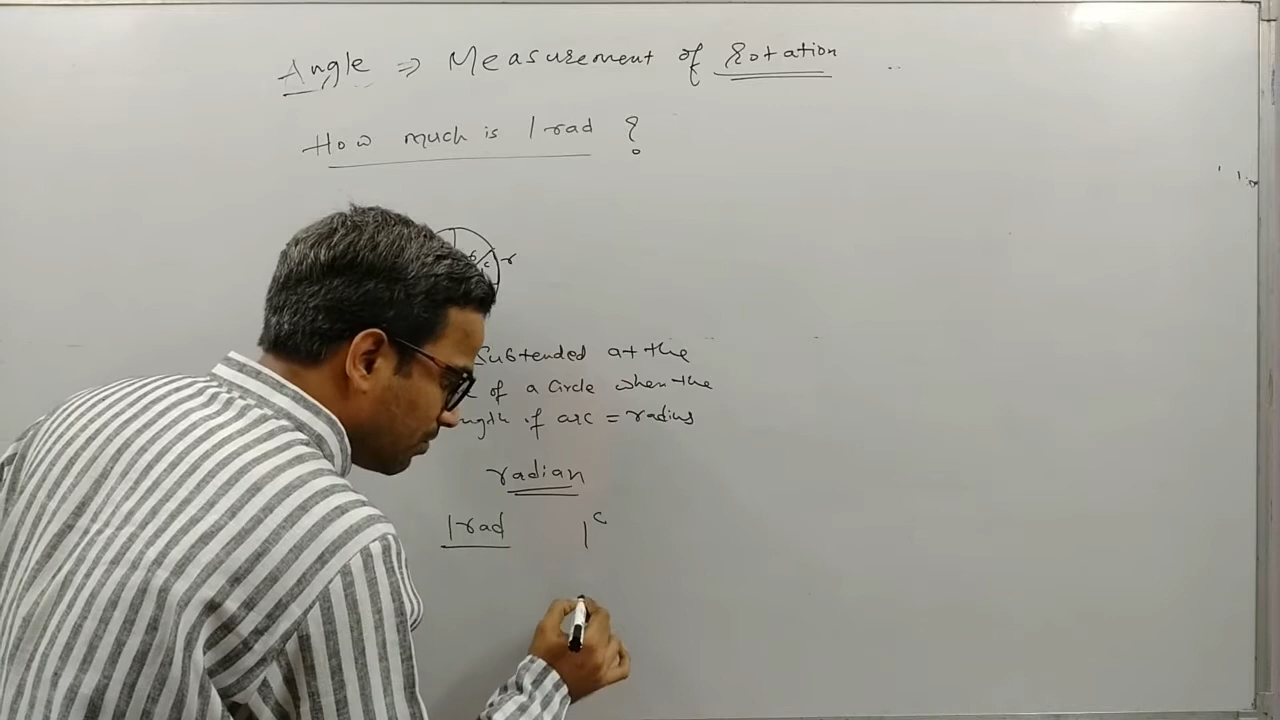 Angle ⇒ Measurement of Rotation
How much is 1 rad ?
r c r
Subtended at the
of a Circle when the
ngth of arc = radius
radian
1 rad 1ᶜ